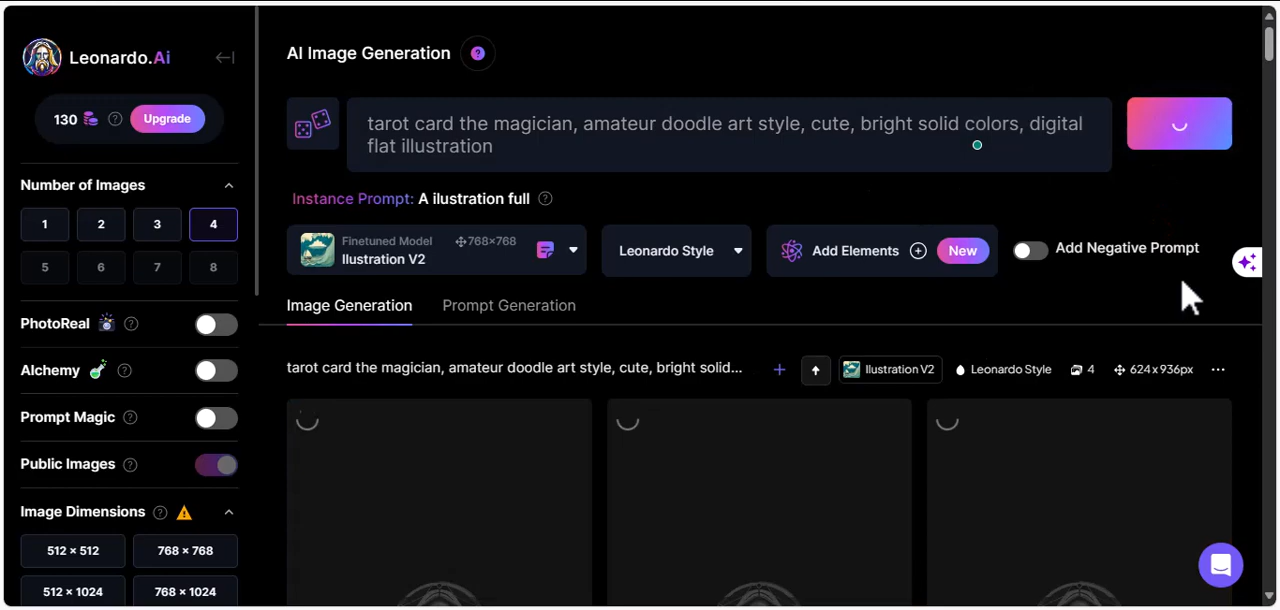 Leonardo.Ai
130
Upgrade
Number of Images
1 2 3 4
5 6 7 8
PhotoReal
Alchemy
Prompt Magic
Public Images
Image Dimensions
512 × 512 768 × 768
512 × 1024 768 × 1024
AI Image Generation
tarot card the magician, amateur doodle art style, cute, bright solid colors, digital
flat illustration
Instance Prompt: A ilustration full
Finetuned Model 768×768
Ilustration V2
Leonardo Style
Add Elements New
Add Negative Prompt
Image Generation Prompt Generation
tarot card the magician, amateur doodle art style, cute, bright solid... Ilustration V2 Leonardo Style 4 624x936px